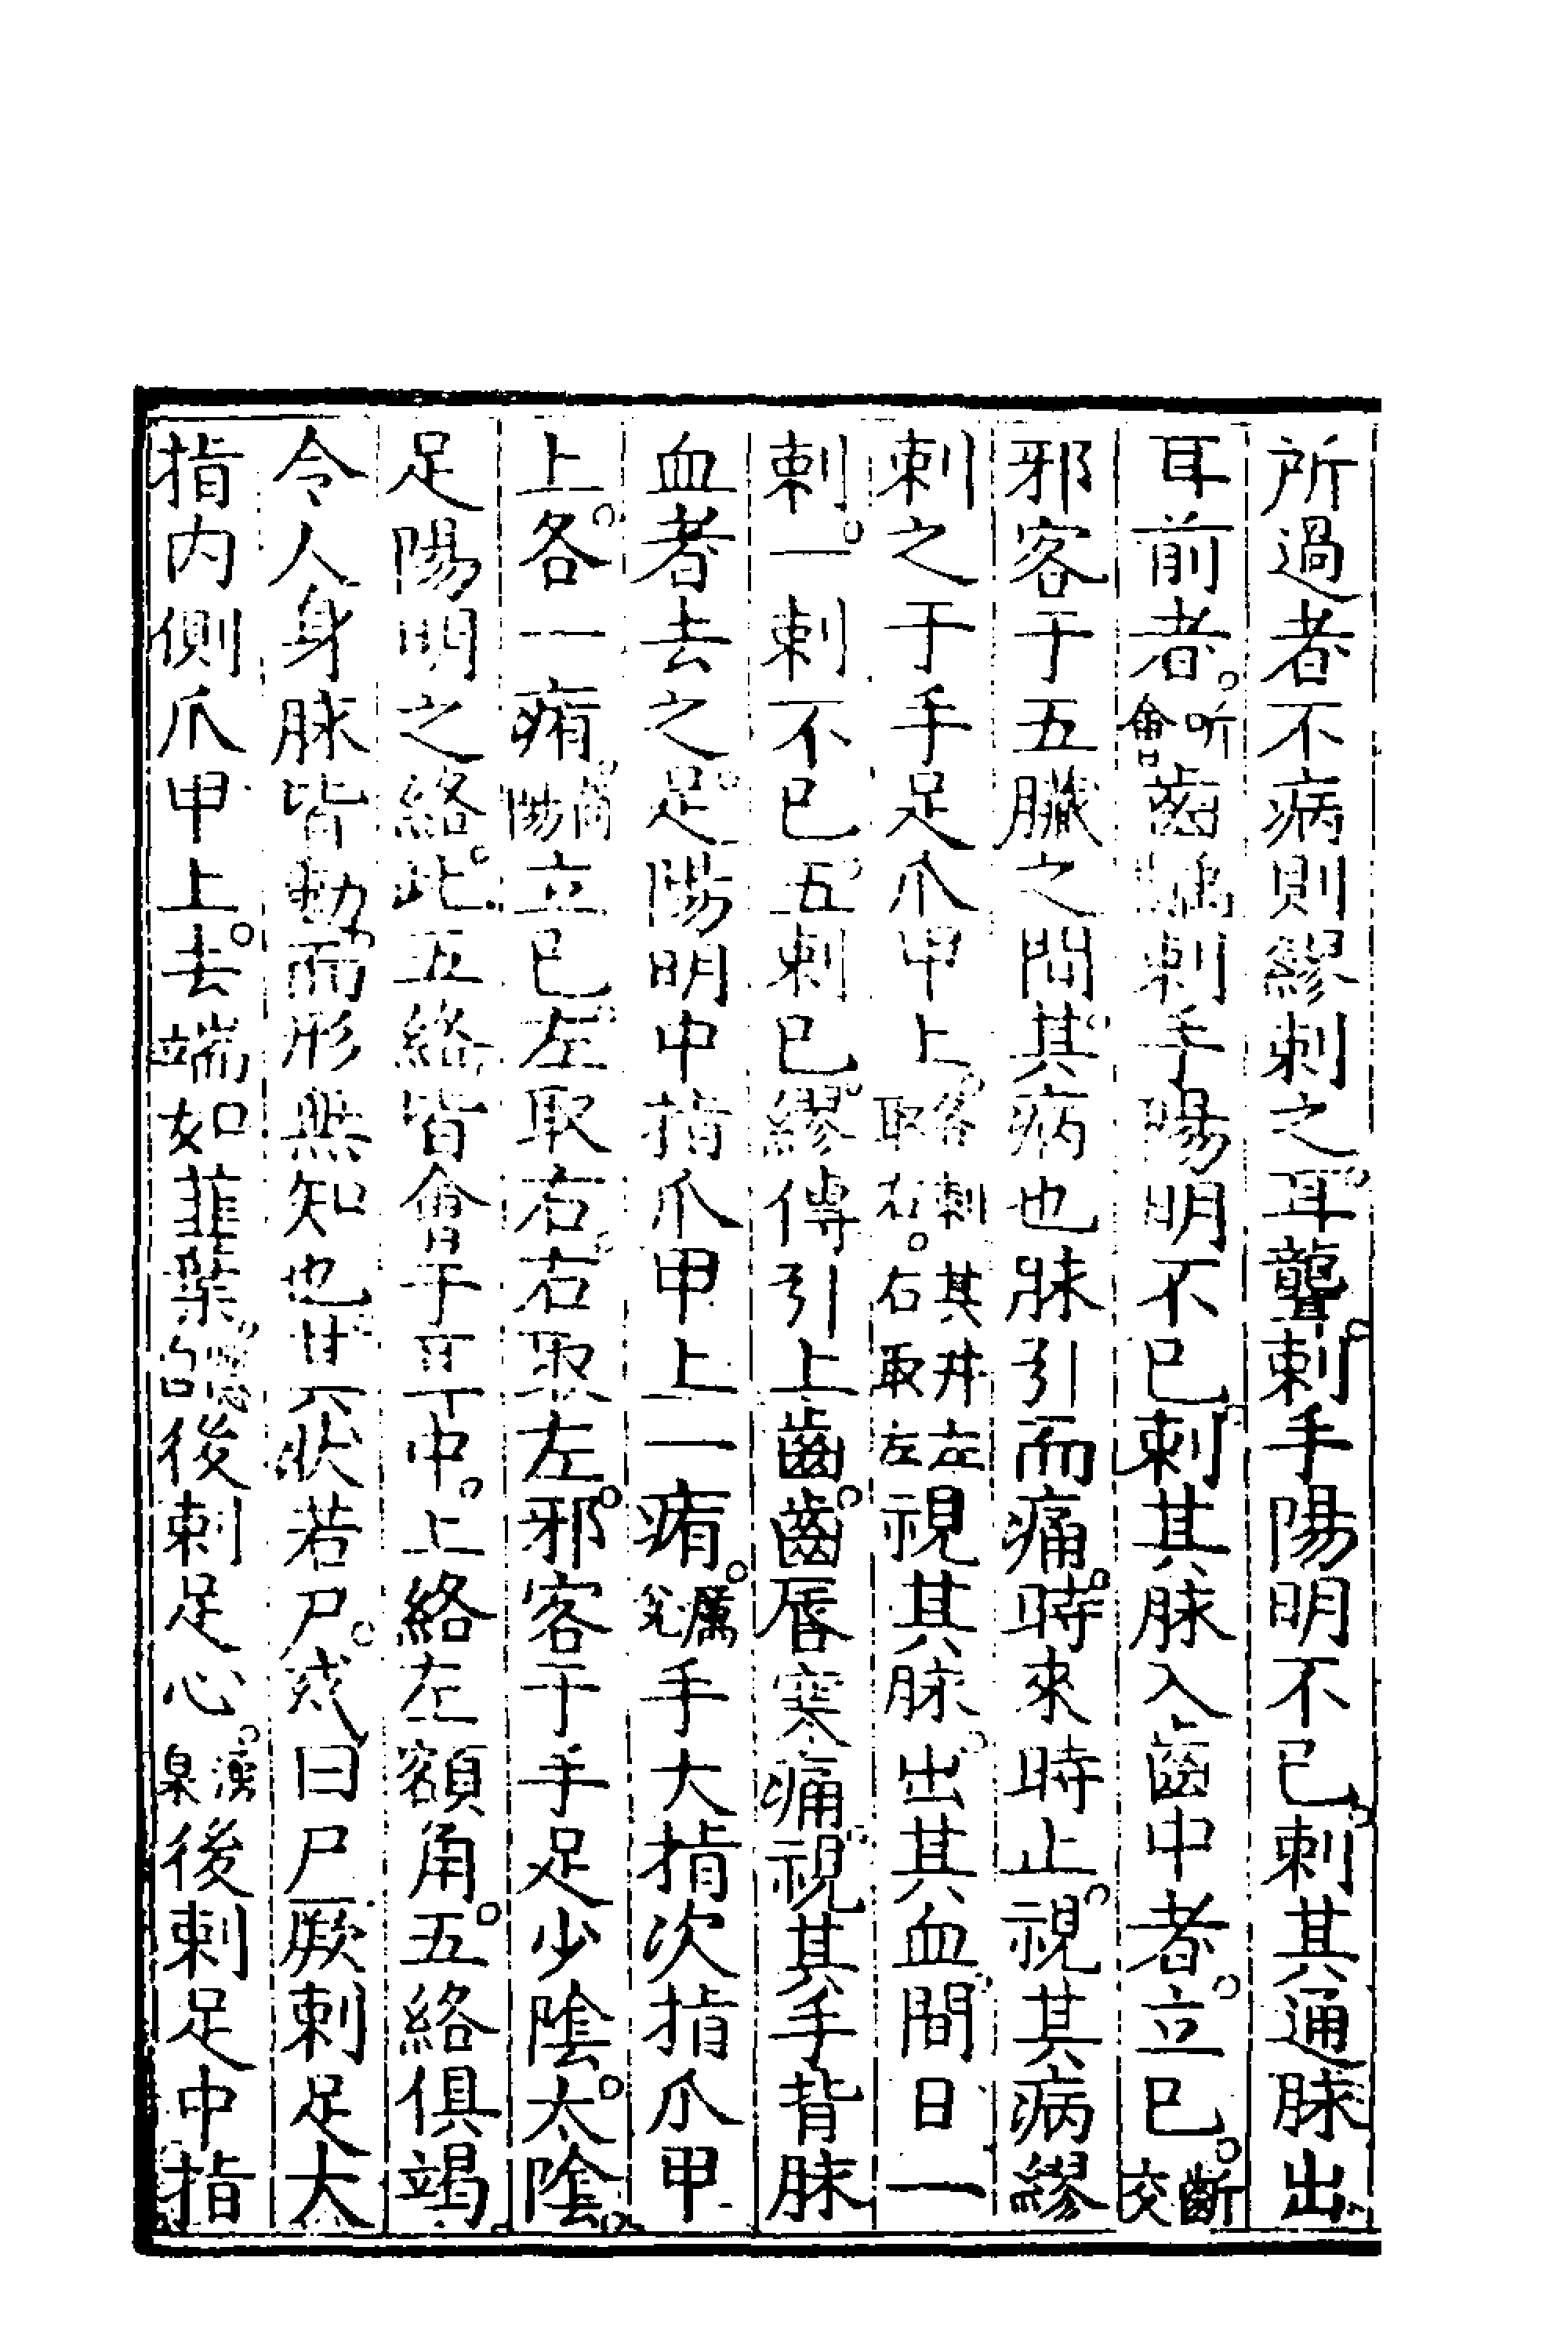 所過者不病則繆刺之耳聾。刺手陽明不已。刺其通脉出
耳前者。听會齒齲刺手陽明不已。刺其脉入齒中者。立已。斷交
邪客于五臟之間。其病也脉引而痛。時來時止。視其病繆
刺之于手足爪甲上。各刺其井左取右。右取左視其脉。出其血。間日一
刺。一刺不已。五刺已。繆傳引上齒。齒唇寒痛。視其手背脉
血者去之。足陽明中指爪甲上一痏。厲兌手大指次指爪甲
上。各一痏。商陽立已。左取右。右取左。邪客于手足少陰。太陰。
足陽明之絡。此五絡皆會于耳中。上絡左額角。五絡俱竭。
令人身脉皆動。而形無知也。其狀若尸。或曰尸厥刺足大
指內側爪甲上。去端如韮葉。隱白後刺足心。湧泉後刺足中指